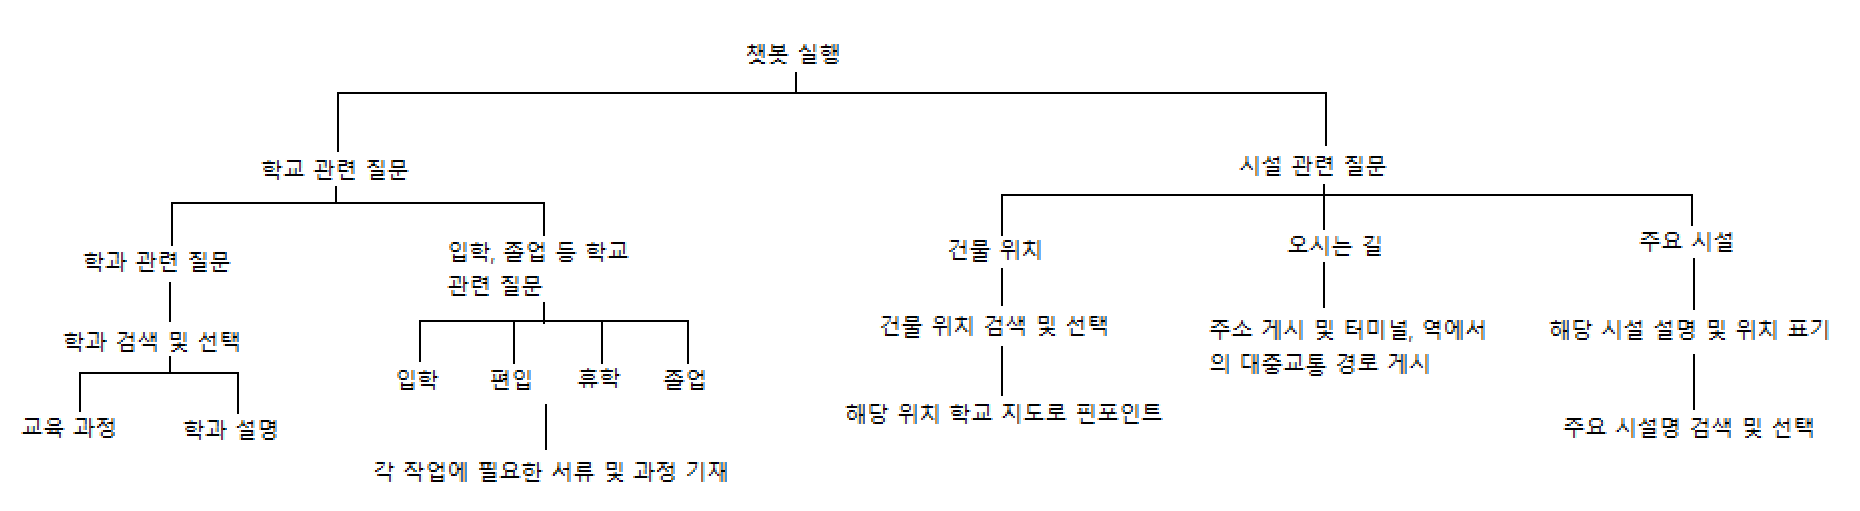 챗봇 실행
학교 관련 질문
시설 관련 질문
학과 관련 질문
입학, 졸업 등 학교
관련 질문
건물 위치
오시는 길
주요 시설
학과 검색 및 선택
건물 위치 검색 및 선택
주소 게시 및 터미널, 역에서
의 대중교통 경로 게시
해당 시설 설명 및 위치 표기
입학
편입
휴학
졸업
교육 과정
학과 설명
해당 위치 학교 지도로 핀포인트
주요 시설명 검색 및 선택
각 작업에 필요한 서류 및 과정 기재